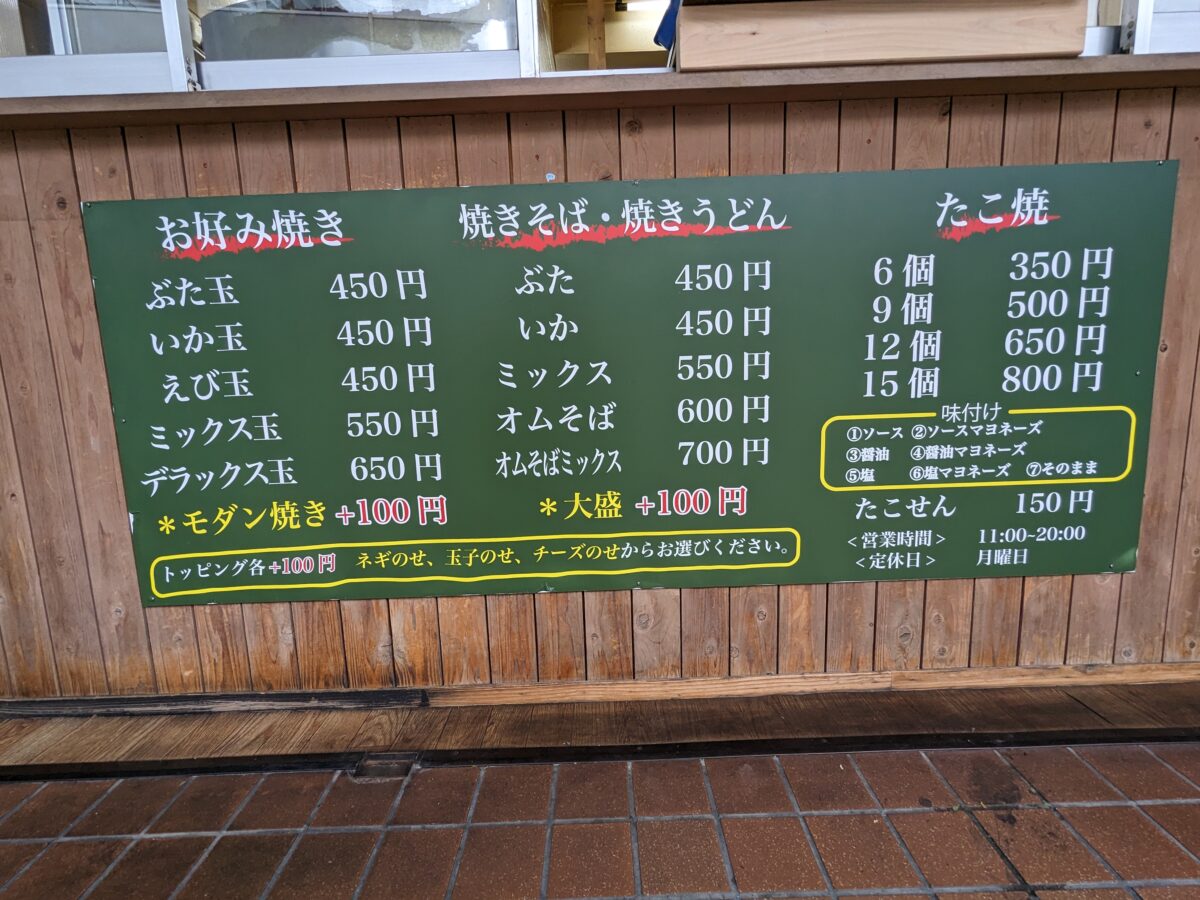 お好み焼き
ぶた玉 450円
いか玉 450円
えび玉 450円
ミックス玉 550円
デラックス玉 650円
＊モダン焼き +100円
焼きそば・焼きうどん
ぶた 450円
いか 450円
ミックス 550円
オムそば 600円
オムそばミックス 700円
＊大盛 +100円
トッピング各+100円 ネギのせ、玉子のせ、チーズのせからお選びください。
たこ焼
6個 350円
9個 500円
12個 650円
15個 800円
味付け
①ソース ②ソースマヨネーズ
③醤油 ④醤油マヨネーズ
⑤塩 ⑥塩マヨネーズ ⑦そのまま
たこせん 150円
＜営業時間＞ 11:00~20:00
＜定休日＞ 月曜日